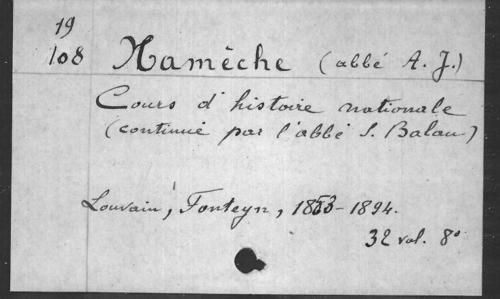 19
108 Namèche (abbé A. J.)
Cours d'histoire nationale
(continué par l'abbé S. Balau)
Louvain, Fonteyn, 1853-1894.
32 vol. 8°